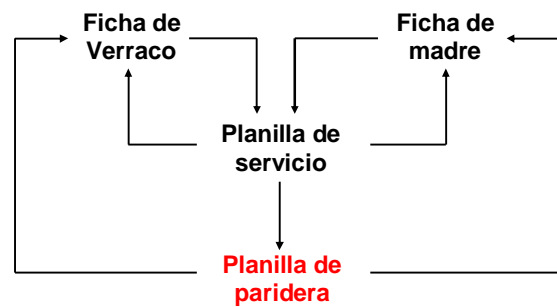 Ficha de
Verraco
Ficha de
madre
Planilla de
servicio
Planilla de
paridera